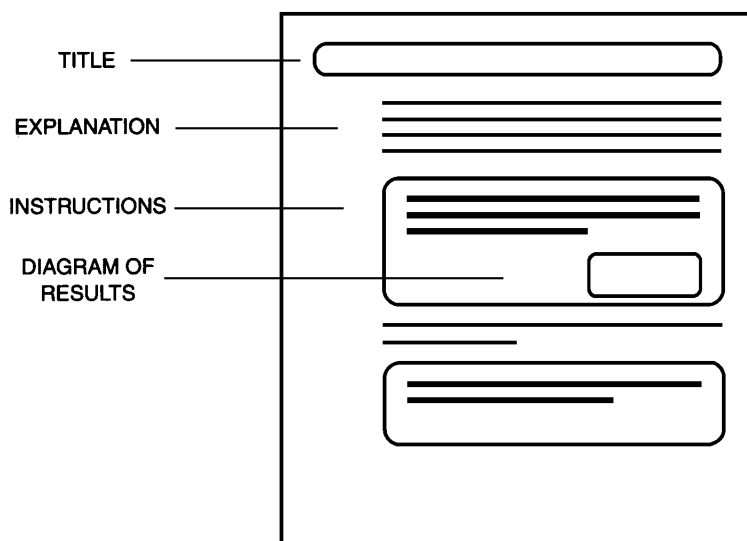 TITLE
EXPLANATION
INSTRUCTIONS
DIAGRAM OF
RESULTS